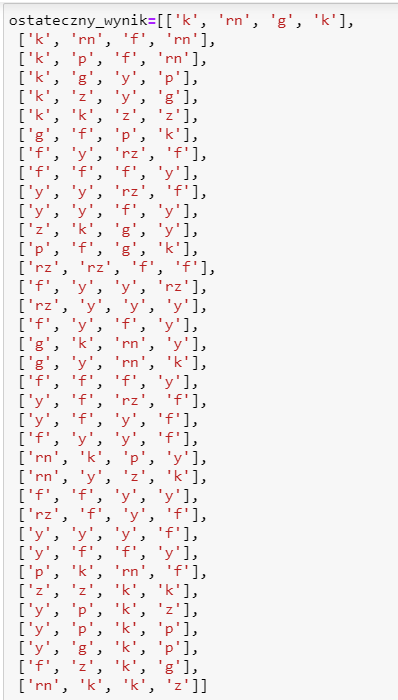 ostateczny_wynik=[['k', 'rn', 'g', 'k'],
['k', 'rn', 'f', 'rn'],
['k', 'p', 'f', 'rn'],
['k', 'g', 'y', 'p'],
['k', 'z', 'y', 'g'],
['k', 'k', 'z', 'z'],
['g', 'f', 'p', 'k'],
['f', 'y', 'rz', 'f'],
['f', 'f', 'f', 'y'],
['y', 'y', 'rz', 'f'],
['y', 'y', 'f', 'y'],
['z', 'k', 'g', 'y'],
['p', 'f', 'g', 'k'],
['rz', 'rz', 'f', 'f'],
['f', 'y', 'y', 'rz'],
['rz', 'y', 'y', 'y'],
['f', 'y', 'f', 'y'],
['g', 'k', 'rn', 'y'],
['g', 'y', 'rn', 'k'],
['f', 'f', 'f', 'y'],
['y', 'f', 'rz', 'f'],
['y', 'f', 'y', 'f'],
['f', 'y', 'y', 'f'],
['rn', 'k', 'p', 'y'],
['rn', 'y', 'z', 'k'],
['f', 'f', 'y', 'y'],
['rz', 'f', 'y', 'f'],
['y', 'y', 'y', 'f'],
['y', 'f', 'f', 'y'],
['p', 'k', 'rn', 'f'],
['z', 'z', 'k', 'k'],
['y', 'p', 'k', 'z'],
['y', 'p', 'k', 'p'],
['y', 'g', 'k', 'p'],
['f', 'z', 'k', 'g'],
['rn', 'k', 'k', 'z']]